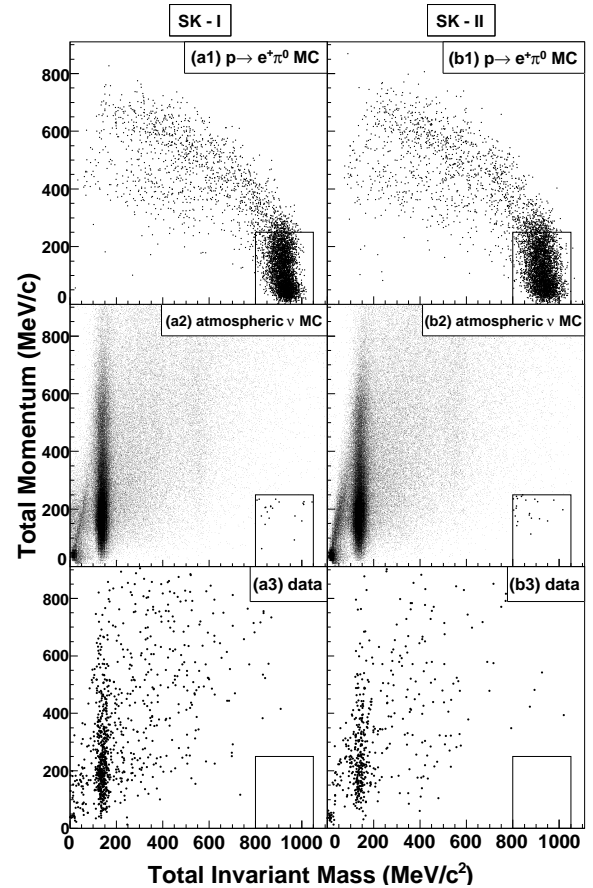 SK - I
SK - II
(a1) p→ e⁺π⁰ MC
(b1) p→ e⁺π⁰ MC
800
600
400
200
0
(a2) atmospheric ν MC
(b2) atmospheric ν MC
800
600
400
200
0
(a3) data
(b3) data
800
600
400
200
0
0 200 400 600 800 1000
0 200 400 600 800 1000
Total Momentum (MeV/c)
Total Invariant Mass (MeV/c²)